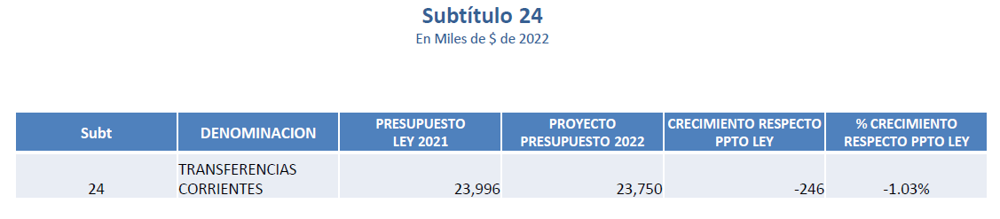 Subtítulo 24
En Miles de $ de 2022
Subt DENOMINACION PRESUPUESTO LEY 2021 PROYECTO PRESUPUESTO 2022 CRECIMIENTO RESPECTO PPTO LEY % CRECIMIENTO RESPECTO PPTO LEY
24 TRANSFERENCIAS CORRIENTES 23,996 23,750 -246 -1.03%